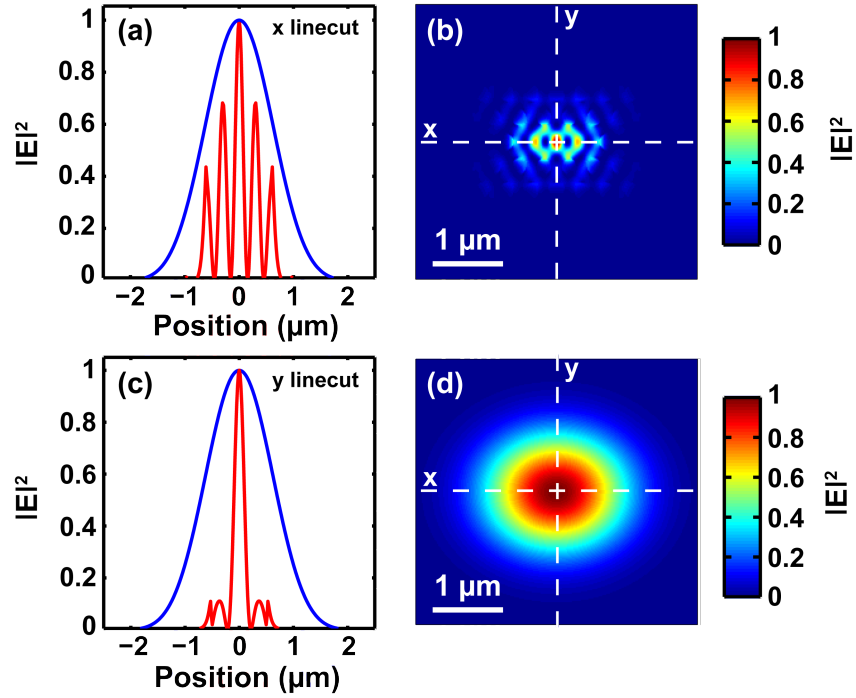 (a) x linecut
1
0.8
0.6
0.4
0.2
0
|E|²
−2 −1 0 1 2
Position (µm)
(b) y
x
1 µm
1
0.8
0.6
0.4
0.2
0
|E|²
(c) y linecut
1
0.8
0.6
0.4
0.2
0
|E|²
−2 −1 0 1 2
Position (µm)
(d) y
x
1 µm
1
0.8
0.6
0.4
0.2
0
|E|²